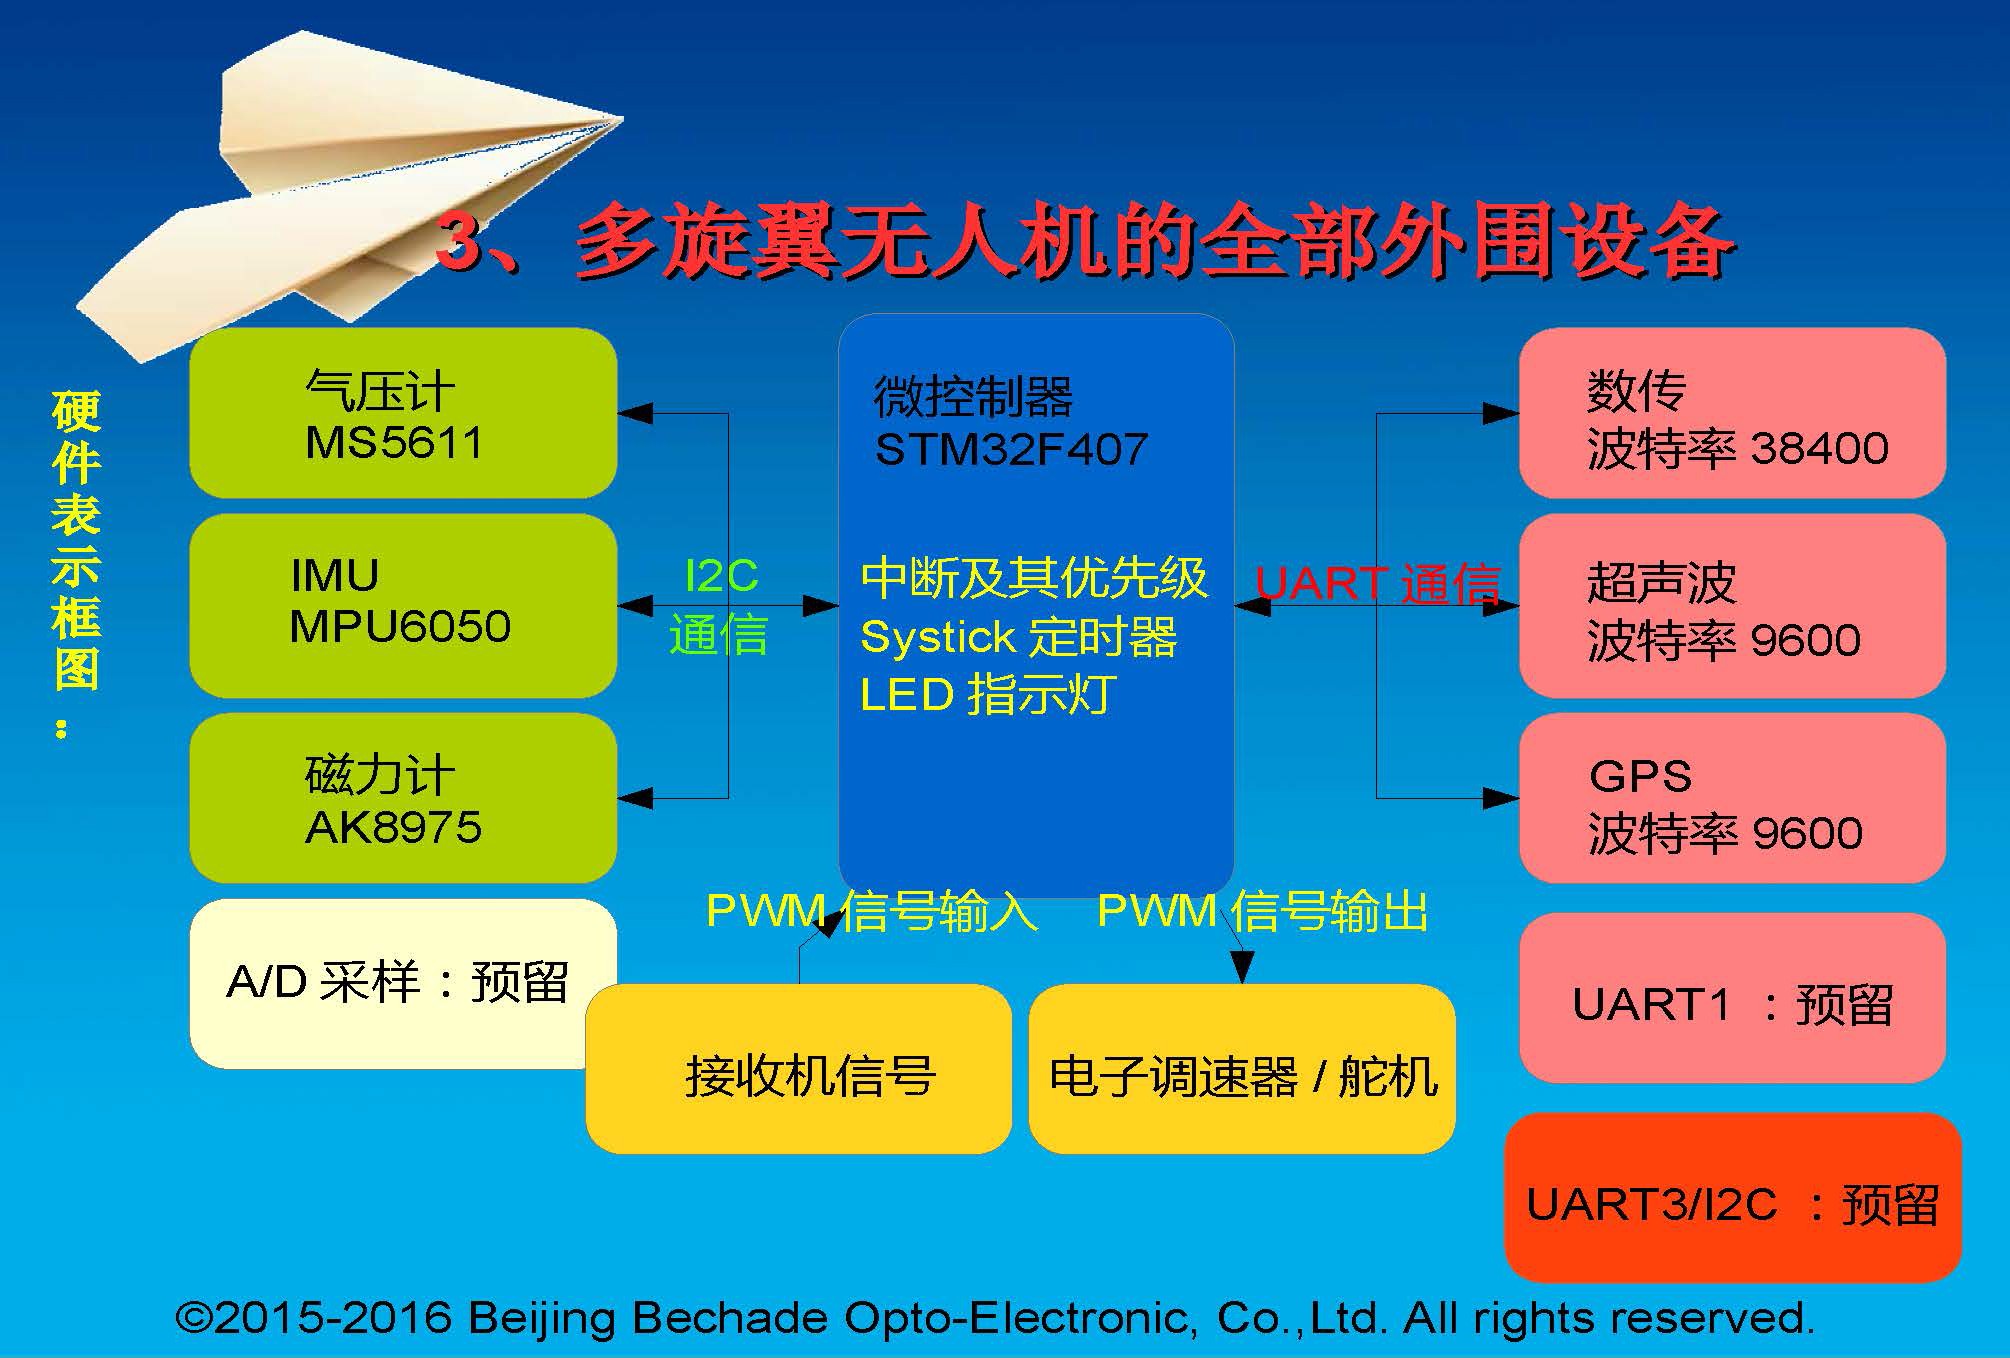 3、多旋翼无人机的全部外围设备
硬件表示框图：
气压计
MS5611
IMU
MPU6050
磁力计
AK8975
A/D 采样：预留
I2C
通信
微控制器
STM32F407
中断及其优先级
Systick 定时器
LED 指示灯
PWM 信号输入
PWM 信号输出
接收机信号
电子调速器 / 舵机
UART 通信
数传
波特率 38400
超声波
波特率 9600
GPS
波特率 9600
UART1 ：预留
UART3/I2C ：预留
©2015-2016 Beijing Bechade Opto-Electronic, Co.,Ltd. All rights reserved.